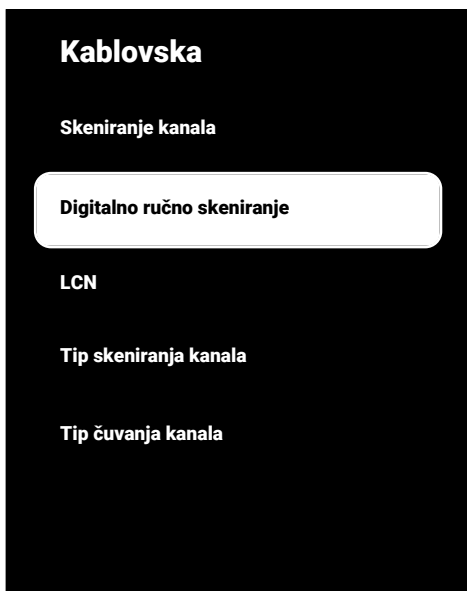 Kablovska
Skeniranje kanala
Digitalno ručno skeniranje
LCN
Tip skeniranja kanala
Tip čuvanja kanala